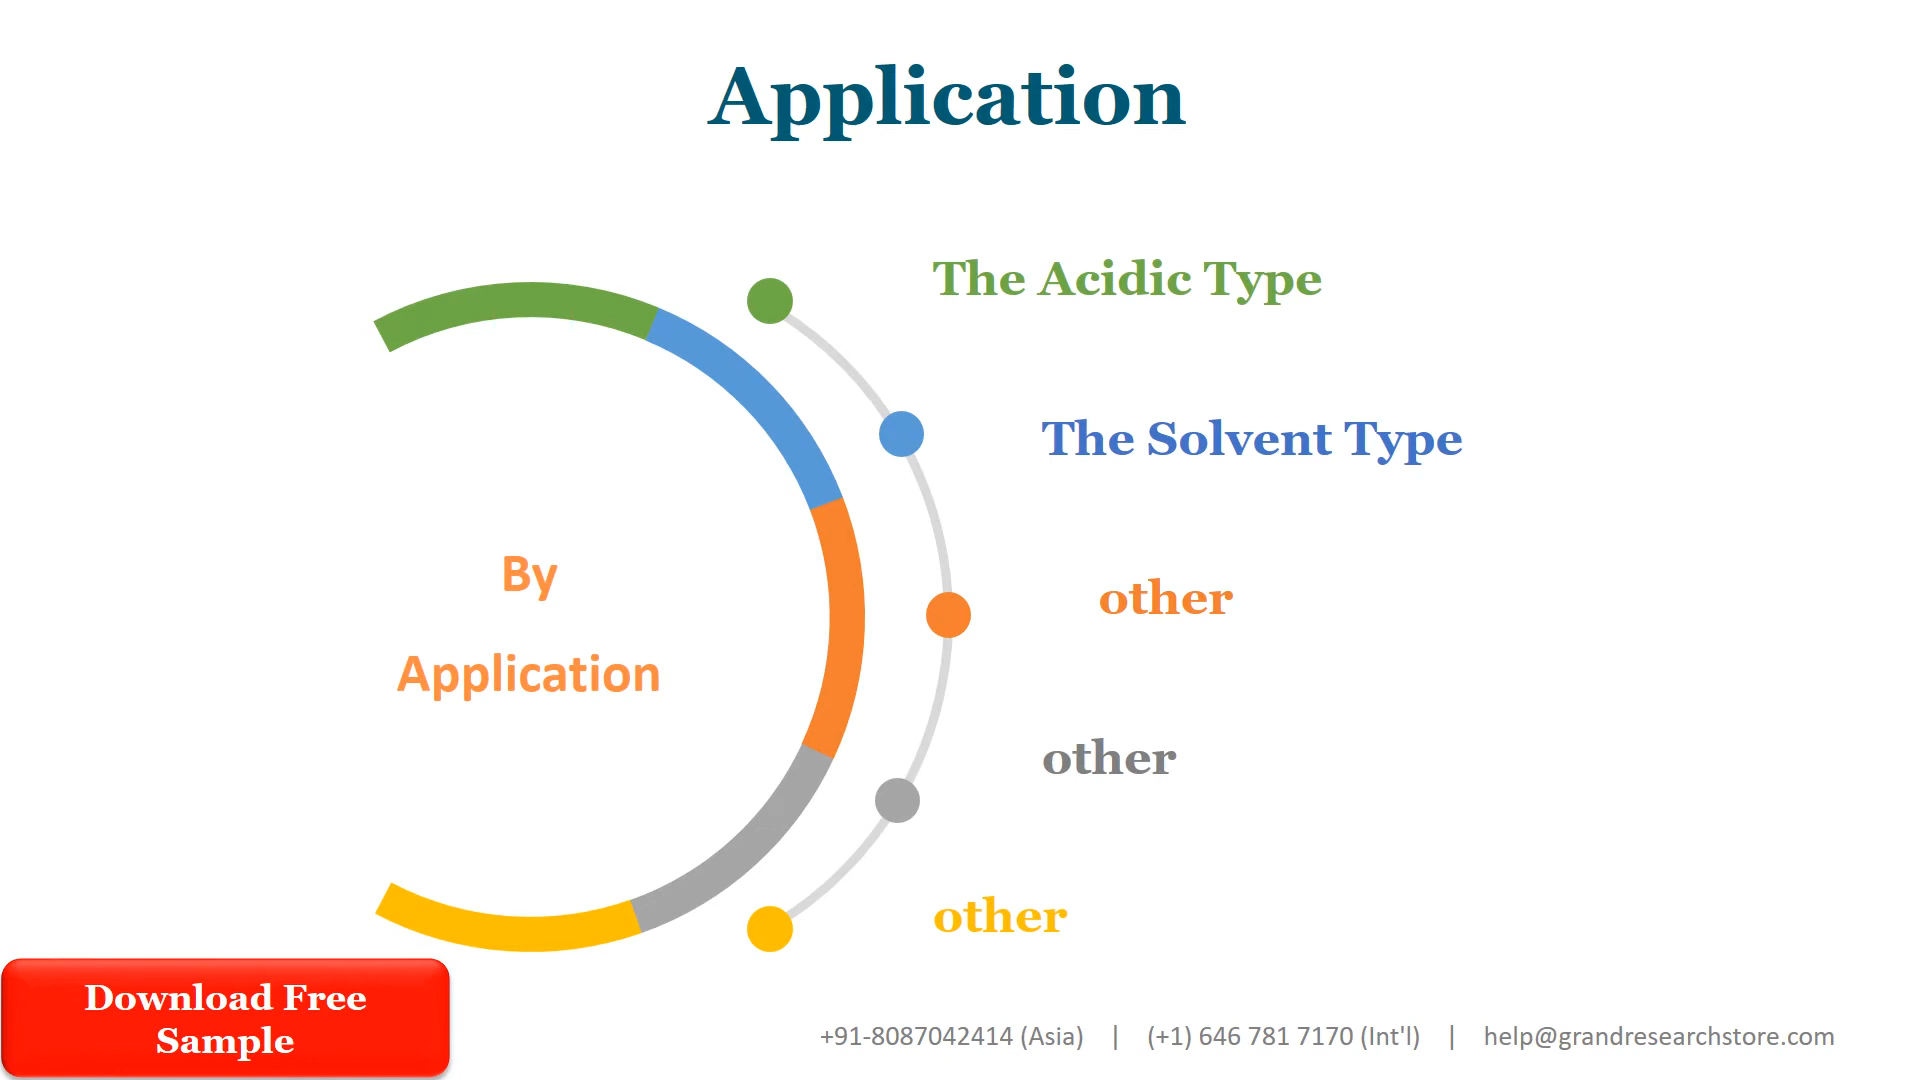 Application
The Acidic Type
The Solvent Type
By
Application
other
other
other
Download Free
Sample
+91-8087042414 (Asia) | (+1) 646 781 7170 (Int'l) | help@grandresearchstore.com